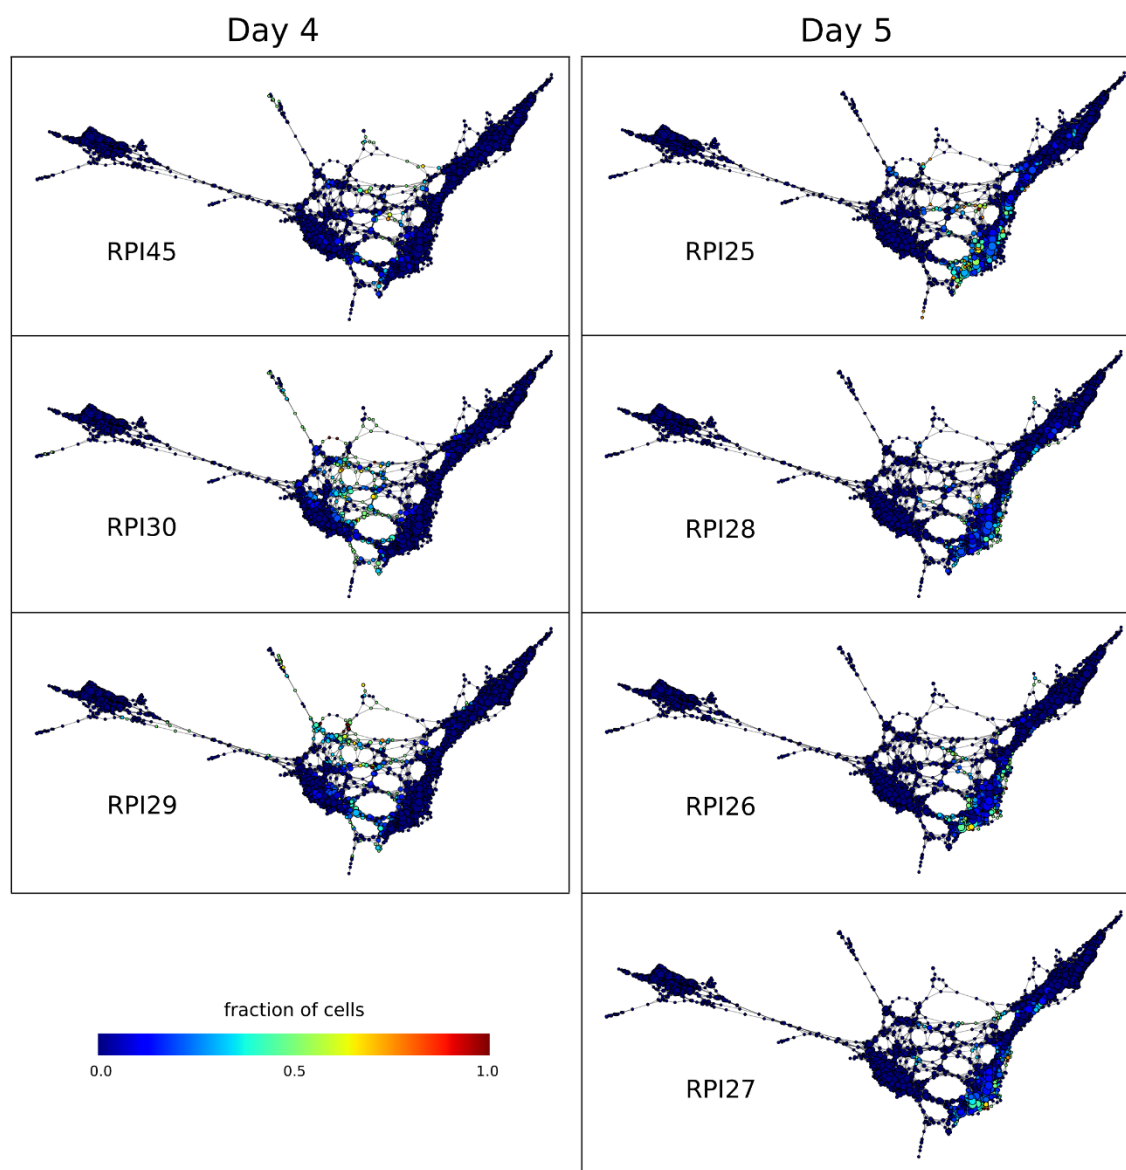 Day 4
Day 5
RPI45
RPI25
RPI30
RPI28
RPI29
RPI26
fraction of cells
0.0 0.5 1.0
RPI27